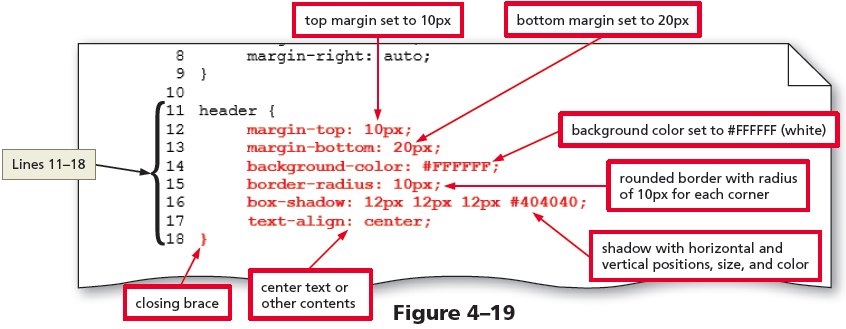 top margin set to 10px
bottom margin set to 20px
8 margin-right: auto;
9 }
10
11 header {
12 margin-top: 10px;
13 margin-bottom: 20px;
14 background-color: #FFFFFF;
15 border-radius: 10px;
16 box-shadow: 12px 12px 12px #404040;
17 text-align: center;
18 }
Lines 11–18
background color set to #FFFFFF (white)
rounded border with radius
of 10px for each corner
shadow with horizontal and
vertical positions, size, and color
closing brace
center text or
other contents
Figure 4–19